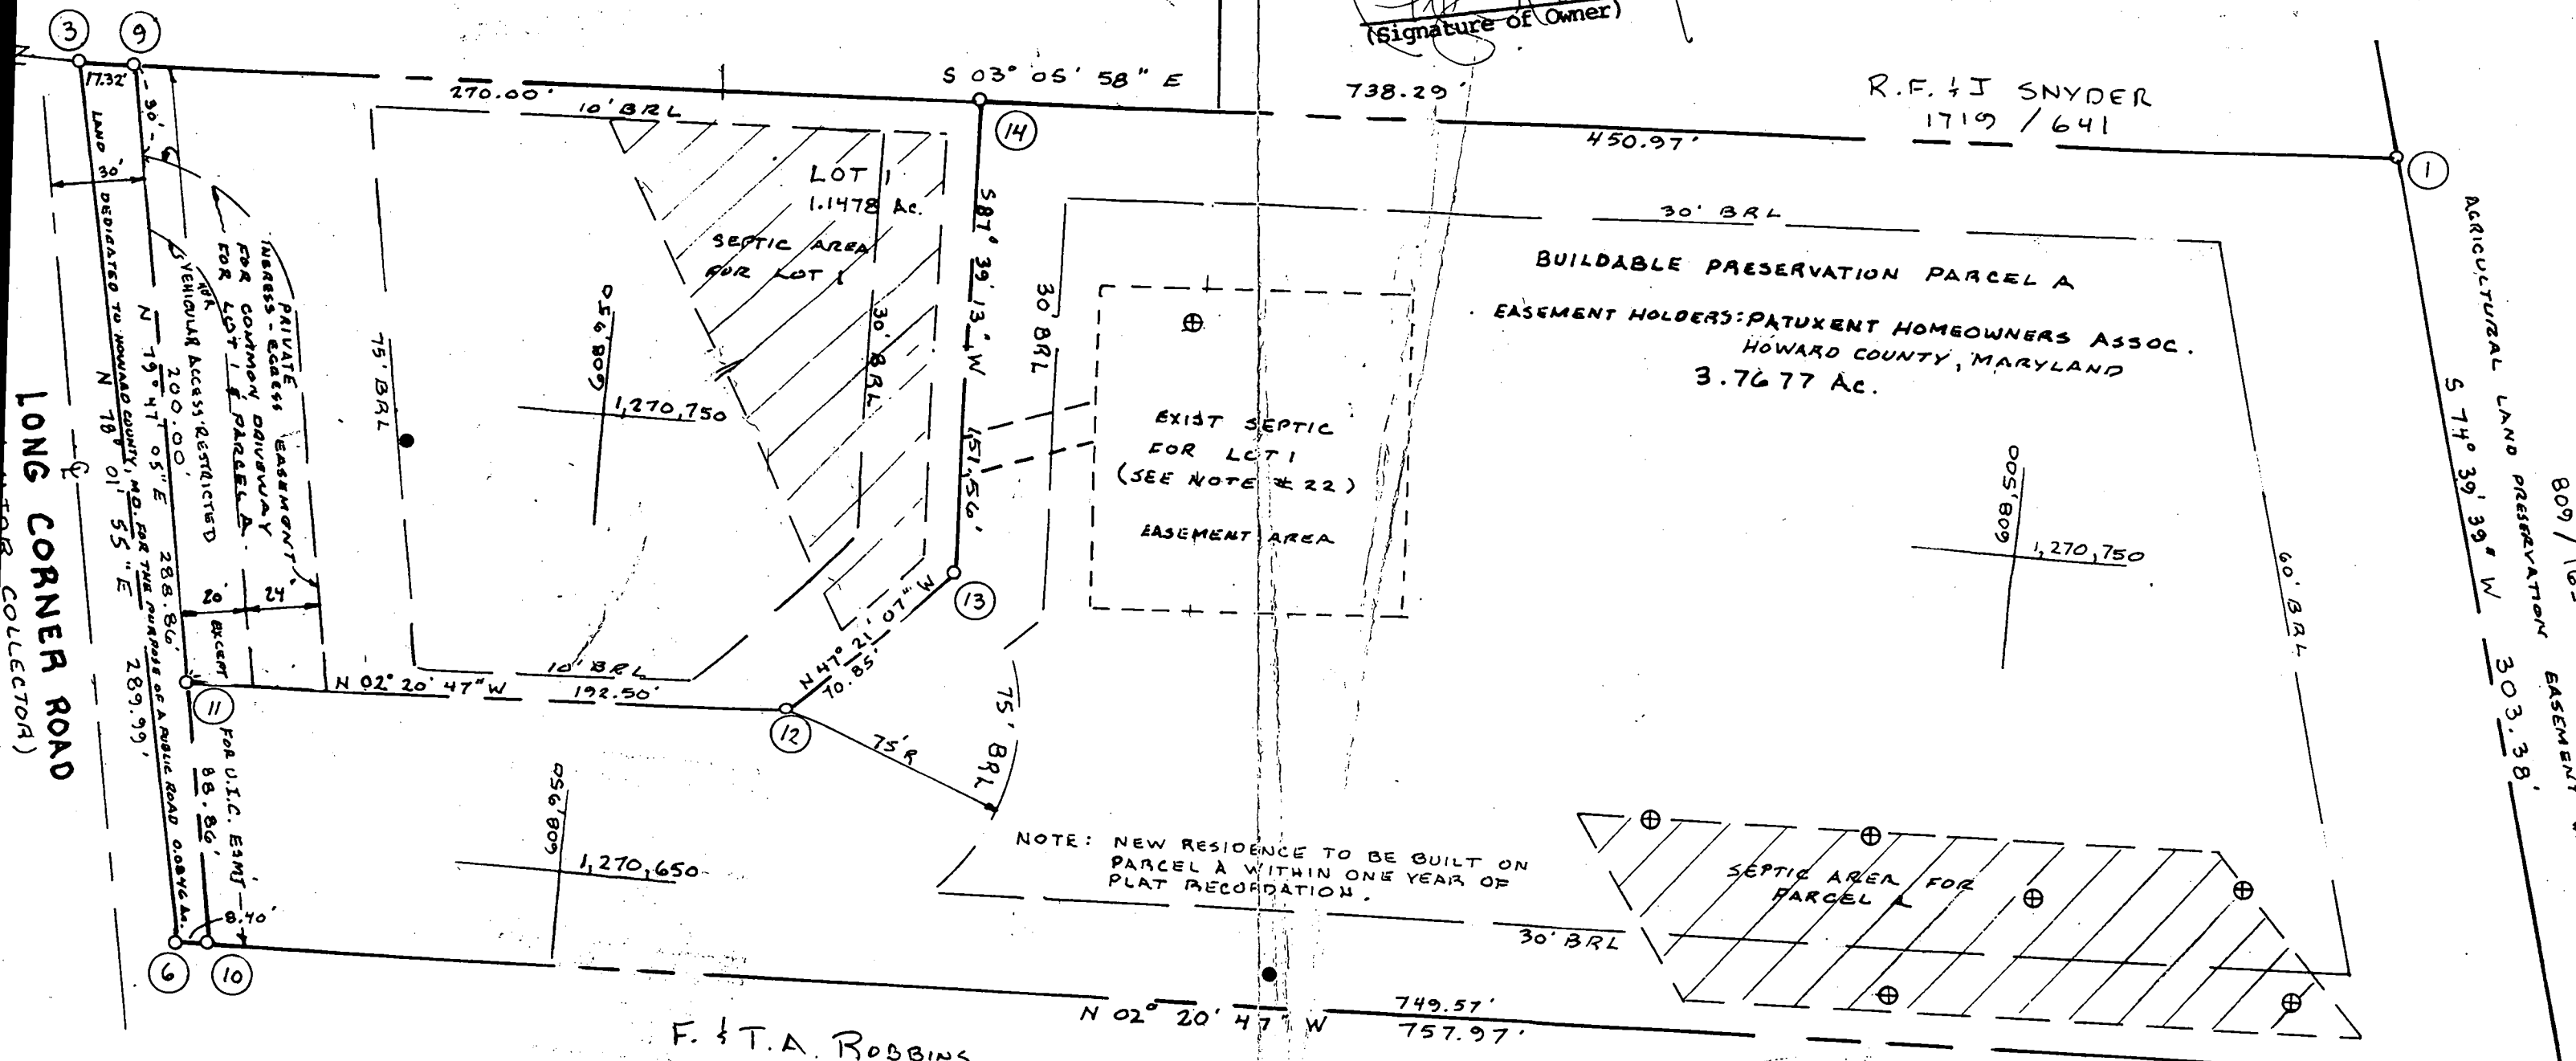 (Signature of Owner)
3
9
17.32'
270.00'
10' BRL
S 03° 05' 58" E
14
738.29'
R.F. & J SNYDER
1719 / 641
450.97'
1
30'
- 30' -
LAND DEDICATED TO HOWARD COUNTY, MD. FOR THE PURPOSE OF A PUBLIC ROAD 0.0846 Ac.
N 78° 01' 55" E 289.99'
N 79° 47' 05" E 288.86'
200.00'
VEHICULAR ACCESS RESTRICTED
EXCEPT
FOR U.I.C. ESMT
88.86'
PRIVATE
INGRESS-EGRESS EASEMENT
FOR COMMON DRIVEWAY
FOR LOT 1 & PARCEL A
20'
24'
LONG CORNER ROAD
COLLECTOR)
75' BRL
LOT 1
1.1478 Ac.
SEPTIC AREA
FOR LOT 1
30' BRL
608,950
1,270,750
S 87° 39' 13" W
151.56'
30' BRL
30' BRL
BUILDABLE PRESERVATION PARCEL A
EASEMENT HOLDERS: PATUXENT HOMEOWNERS ASSOC.
HOWARD COUNTY, MARYLAND
3.7677 Ac.
EXIST SEPTIC
FOR LOT 1
(SEE NOTE # 22)
EASEMENT AREA
608,500
1,270,750
60' BRL
AGRICULTURAL LAND PRESERVATION EASEMENT
S 74° 39' 39" W 303.38'
809/
13
N 47° 21' 07" W
70.85'
10' BRL
N 02° 20' 47" W
192.50'
11
12
75' R
75' BRL
608,950
1,270,650
NOTE: NEW RESIDENCE TO BE BUILT ON
PARCEL A WITHIN ONE YEAR OF
PLAT RECORDATION.
SEPTIC AREA FOR
PARCEL A
30' BRL
8.40'
6
10
N 02° 20' 47" W
749.57'
757.97'
F. & T.A. ROBBINS